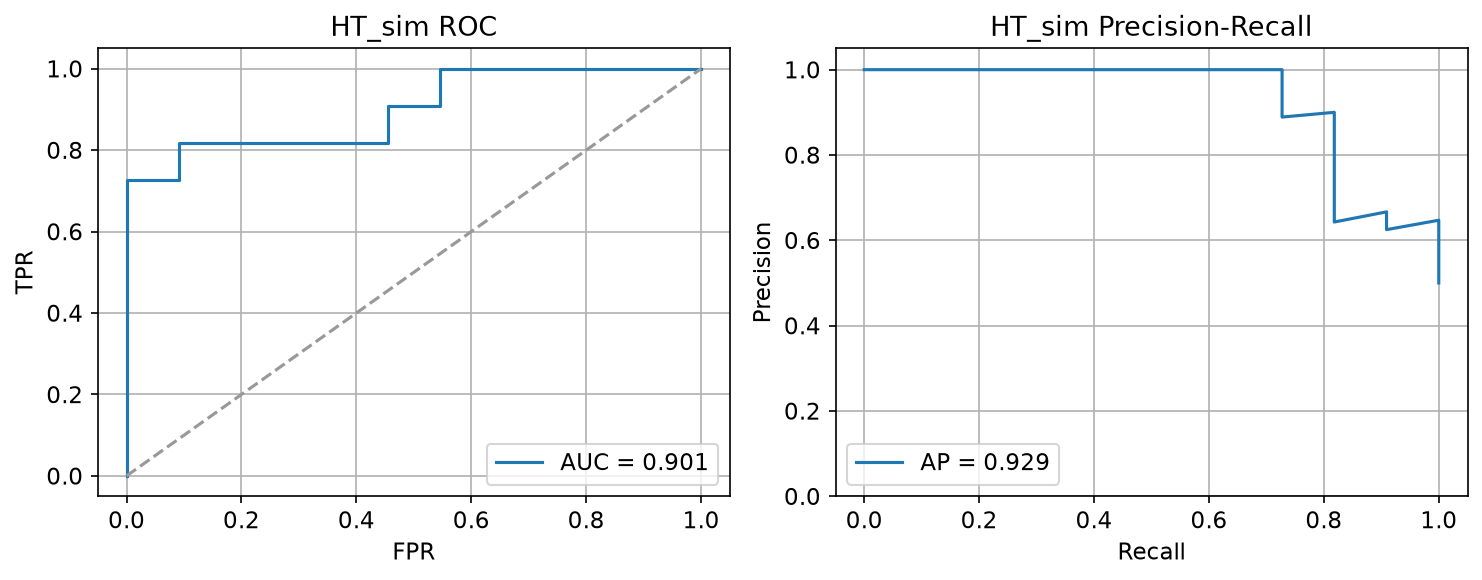 HT_sim ROC
1.0
0.8
0.6
0.4
0.2
0.0
TPR
0.0 0.2 0.4 0.6 0.8 1.0
FPR
AUC = 0.901
HT_sim Precision-Recall
1.0
0.8
0.6
0.4
0.2
0.0
Precision
0.0 0.2 0.4 0.6 0.8 1.0
Recall
AP = 0.929